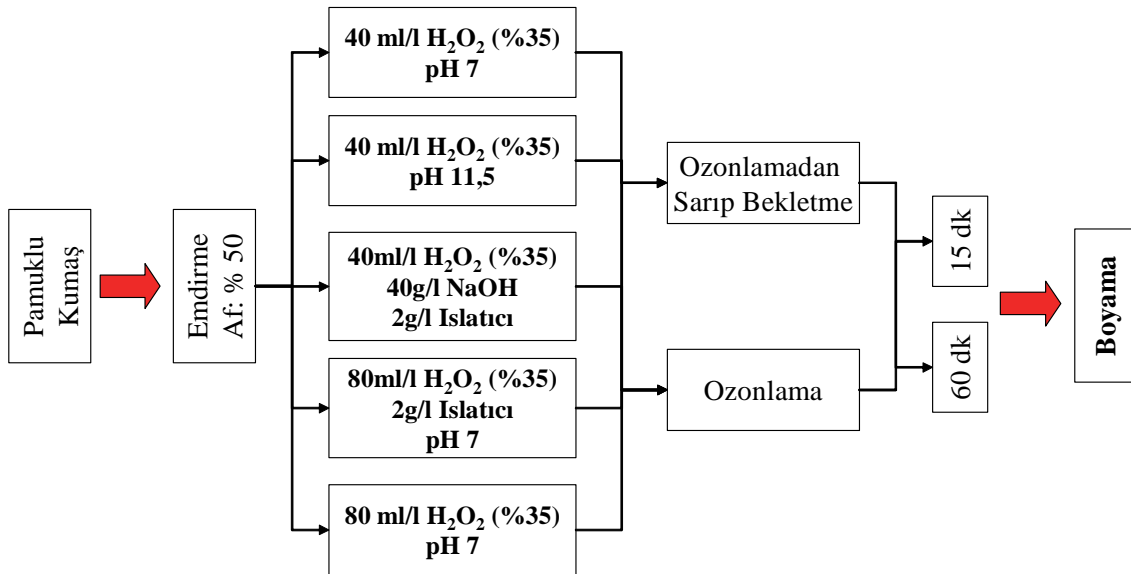 Pamuklu
Kumaş
Emdirme
Af: % 50
40 ml/l H₂O₂ (%35)
pH 7
40 ml/l H₂O₂ (%35)
pH 11,5
40ml/l H₂O₂ (%35)
40g/l NaOH
2g/l Islatıcı
80ml/l H₂O₂ (%35)
2g/l Islatıcı
pH 7
80 ml/l H₂O₂ (%35)
pH 7
Ozonlamadan
Sarıp Bekletme
Ozonlama
15 dk
60 dk
Boyama